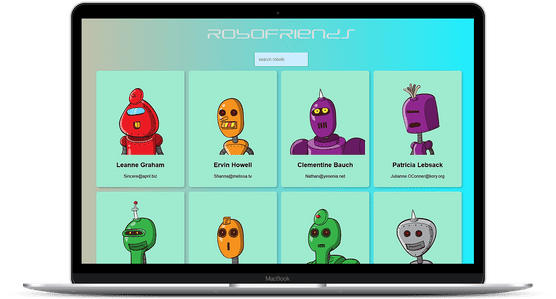 ROBOFRIENDS
search robots
Leanne Graham
Ervin Howell
Clementine Bauch
Patricia Lebsack
Sincere@april.biz
Shanna@melissa.tv
Nathan@yesenia.net
Julianne.OConner@kory.org
MacBook